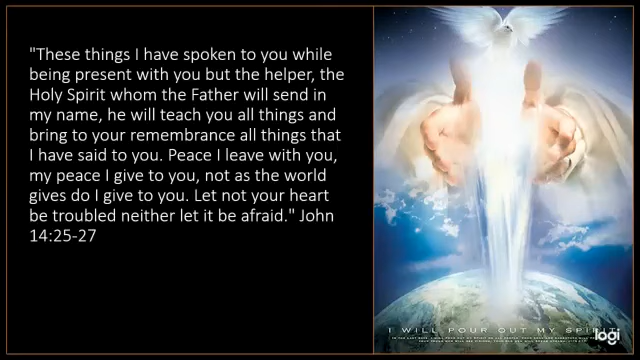 "These things I have spoken to you while
being present with you but the helper, the
Holy Spirit whom the Father will send in
my name, he will teach you all things and
bring to your remembrance all things that
I have said to you. Peace I leave with you,
my peace I give to you, not as the world
gives do I give to you. Let not your heart
be troubled neither let it be afraid." John
14:25-27
I WILL POUR OUT MY SPIRIT
logi